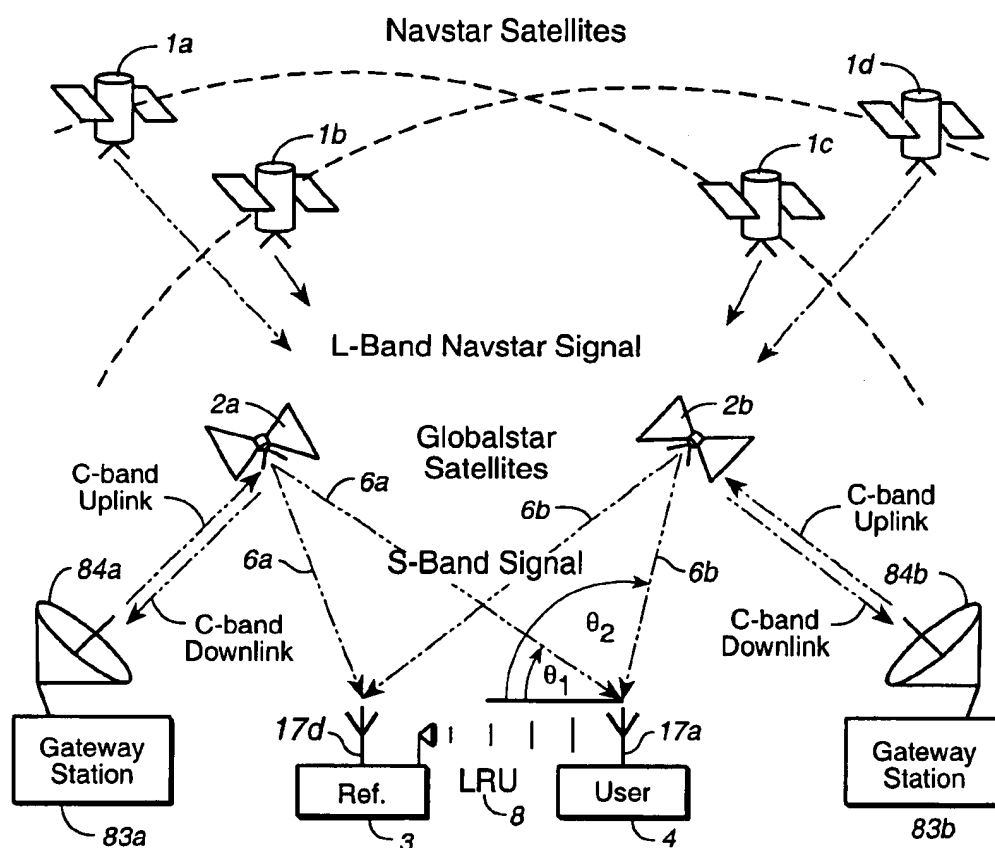 Navstar Satellites
1a
1d
1b
1c
L-Band Navstar Signal
2a
2b
Globalstar
Satellites
C-band
Uplink
6a
6b
C-band
Uplink
6a
S-Band Signal
6b
84a
84b
C-band
Downlink
θ2
θ1
C-band
Downlink
17d
17a
Gateway
Station
Ref.
LRU
8
User
Gateway
Station
83a
3
4
83b